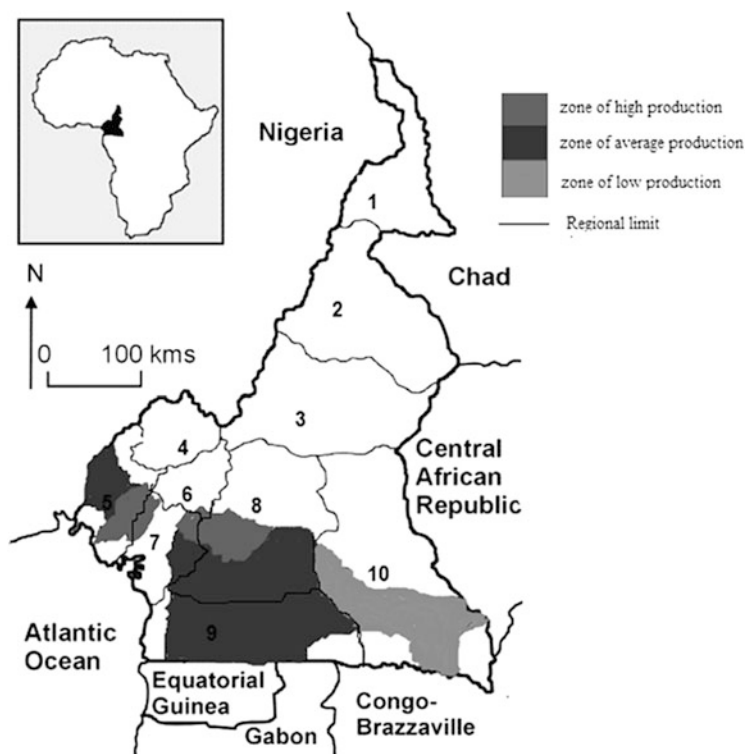 Nigeria
zone of high production
zone of average production
zone of low production
Regional limit
1
Chad
N
2
0 100 kms
3
Central
African
Republic
4
5
6
8
7
10
Atlantic
Ocean
9
Equatorial
Guinea
Congo-
Brazzaville
Gabon